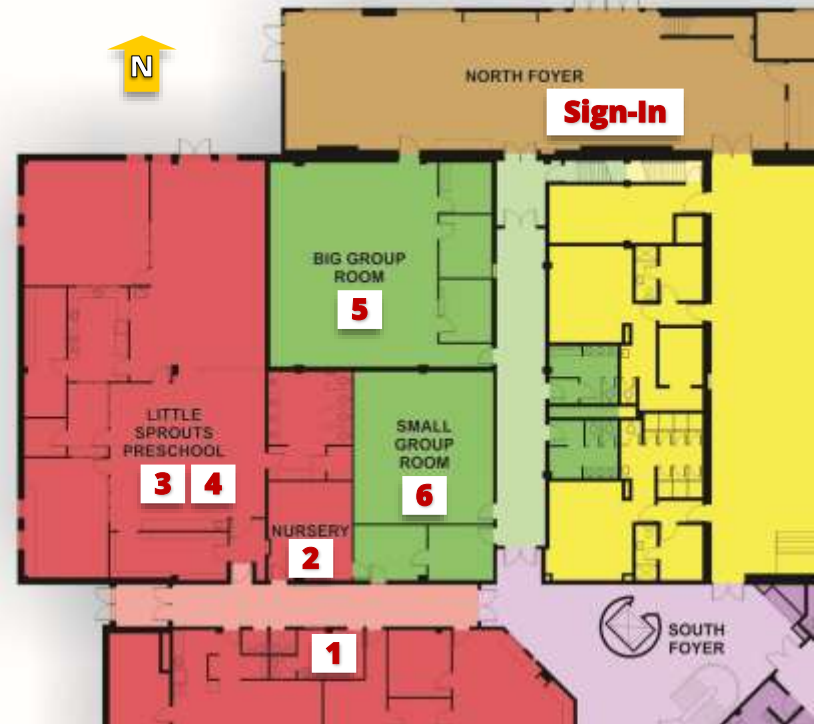 N
NORTH FOYER
Sign-In
BIG GROUP
ROOM
5
LITTLE
SPROUTS
PRESCHOOL
3 4
SMALL
GROUP
ROOM
6
NURSERY
2
SOUTH
FOYER
1